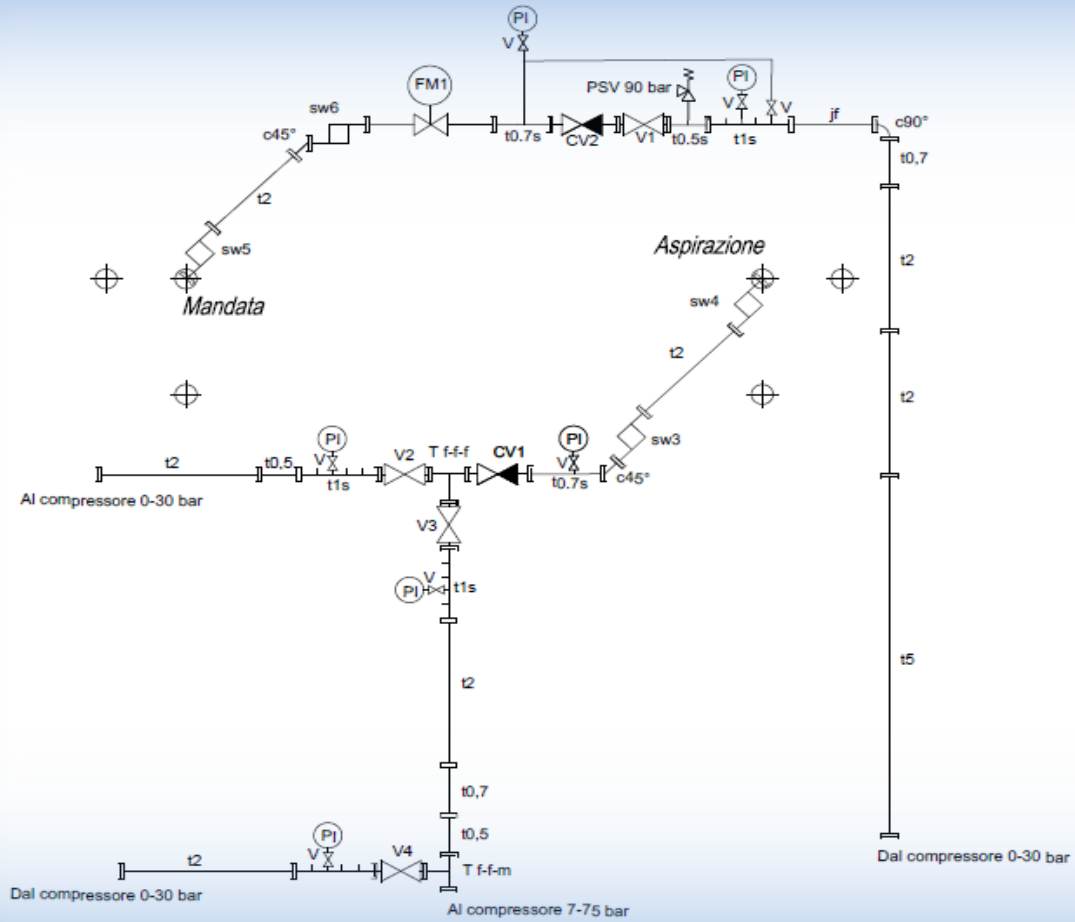 PI
V
FM1
PSV 90 bar
PI
V
sw6
c45°
t0.7s
CV2
V1
t0.5s
t1s
jf
c90°
t0,7
t2
sw5
Mandata
Aspirazione
sw4
t2
t2
t2
sw3
c45°
PI
V
t1s
V2
T f-f-f
CV1
PI
V
t0.7s
t2
t0,5
Al compressore 0-30 bar
V3
PI
V
t1s
t2
t5
t0,7
t0,5
PI
V
V4
T f-f-m
t2
Dal compressore 0-30 bar
Al compressore 7-75 bar
Dal compressore 0-30 bar
V